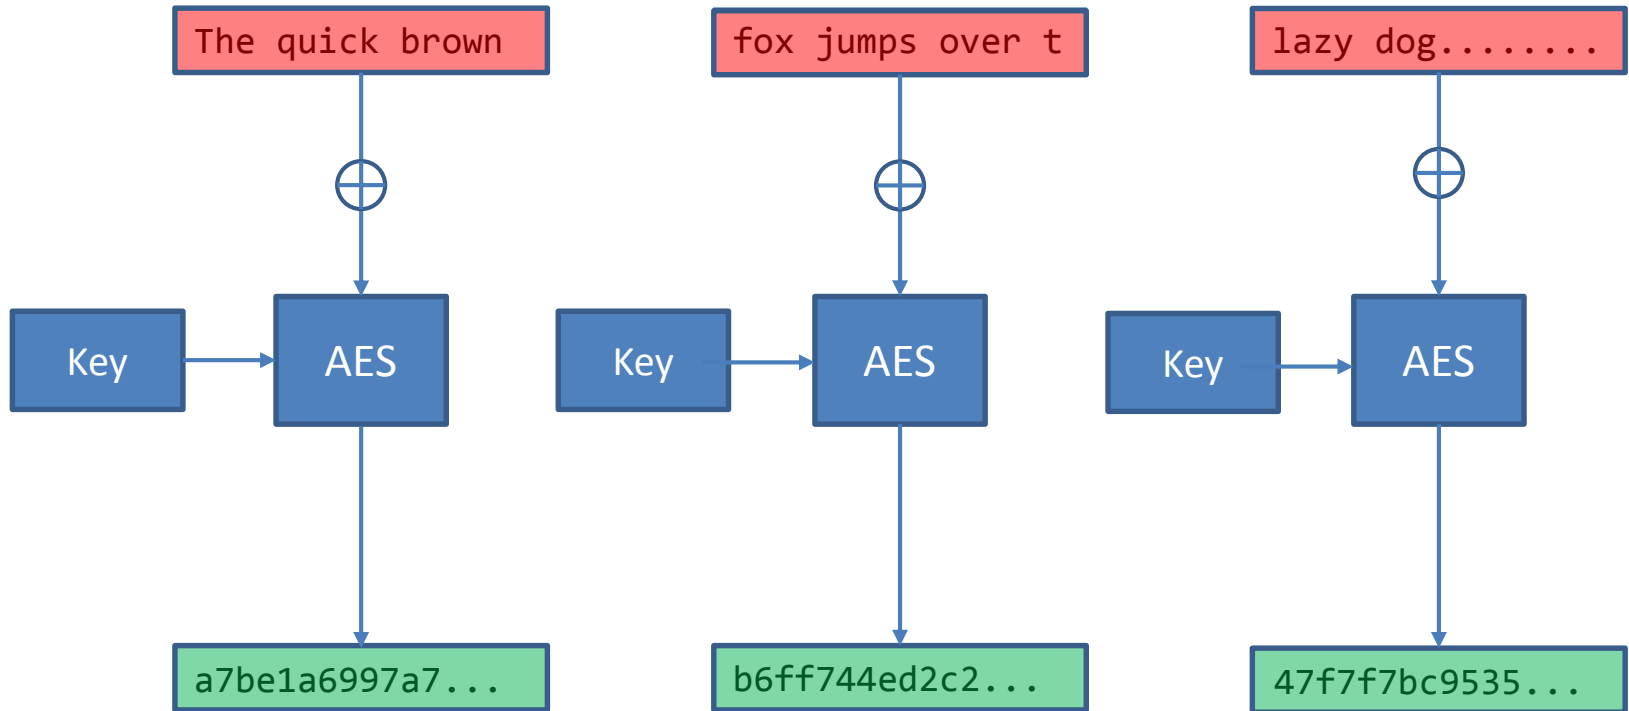 The quick brown
fox jumps over t
lazy dog........
Key
AES
Key
AES
Key
AES
a7be1a6997a7...
b6ff744ed2c2...
47f7f7bc9535...